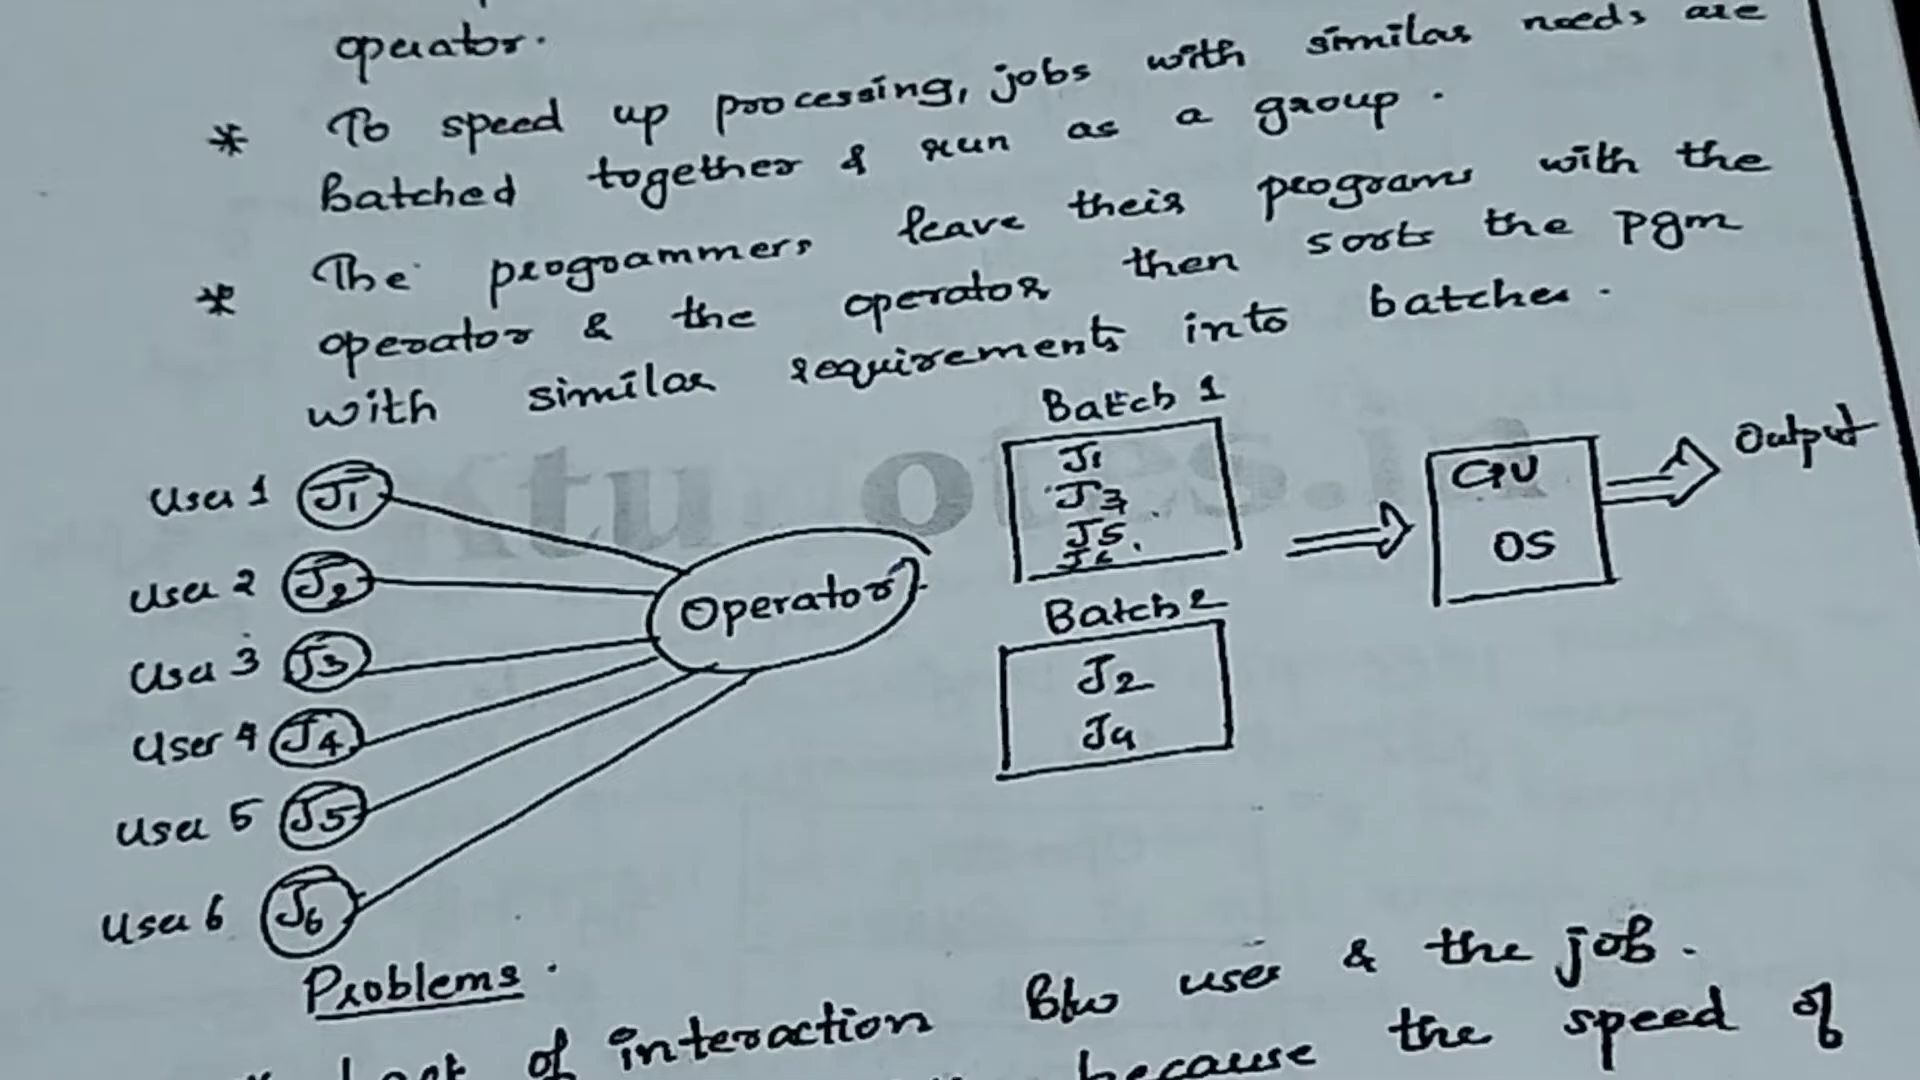 operator.
* To speed up processing, jobs with similar needs are
batched together & run as a group.
* The programmers leave their programs with the
operator & the operator then sorts the pgm
with similar requirements into batches.
User 1 J1
User 2 J2
User 3 J3
User 4 J4
User 5 J5
User 6 J6
Operator
Batch 1
J1
J3
J5
J6
Batch 2
J2
J4
CPU
OS
Output
Problems.
Lack of interaction B/w user & the job.
because the speed of